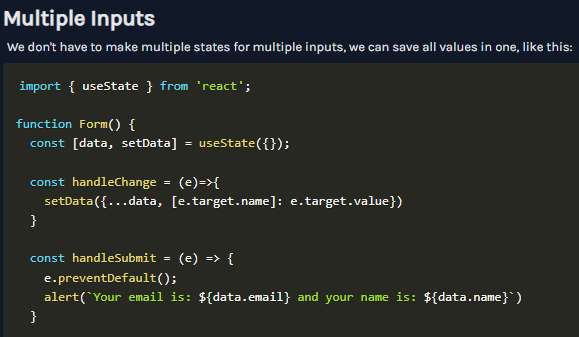 Multiple Inputs
We don't have to make multiple states for multiple inputs, we can save all values in one, like this:
import { useState } from 'react';
function Form() {
const [data, setData] = useState({});
const handleChange = (e)=>{
setData({...data, [e.target.name]: e.target.value})
}
const handleSubmit = (e) => {
e.preventDefault();
alert(`Your email is: ${data.email} and your name is: ${data.name}`)
}